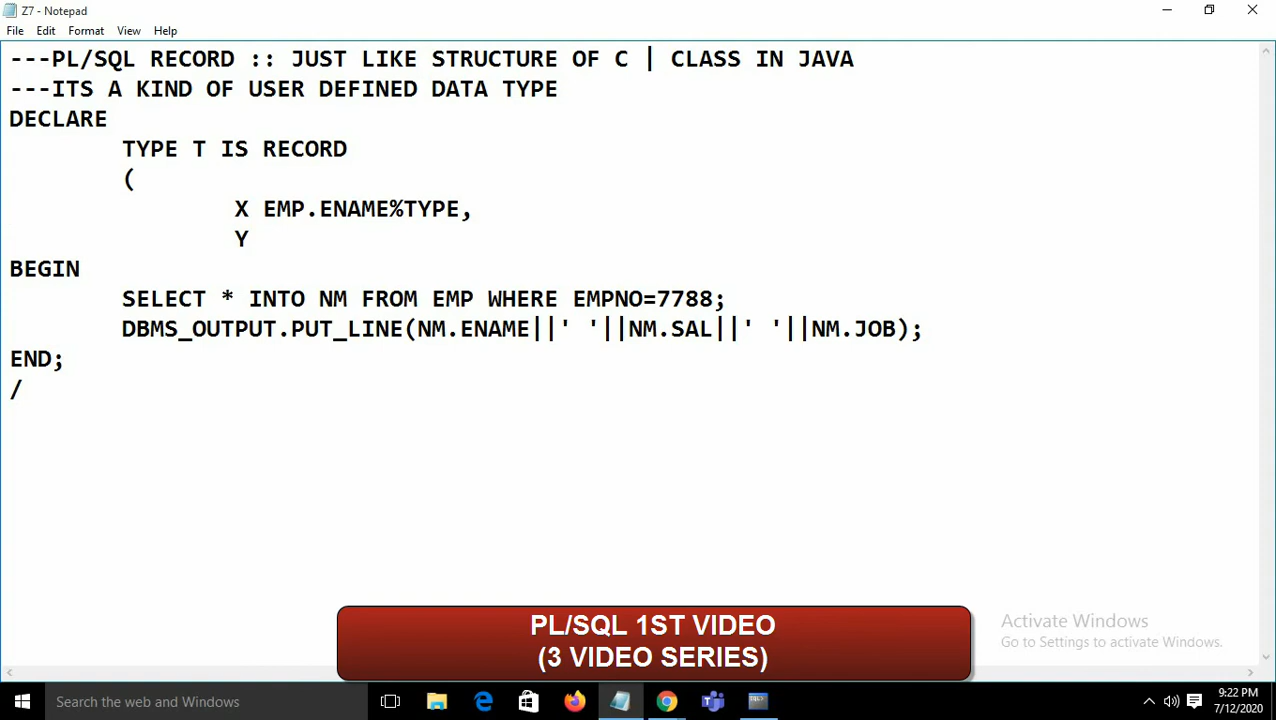 Z7 - Notepad
File Edit Format View Help
---PL/SQL RECORD :: JUST LIKE STRUCTURE OF C | CLASS IN JAVA
---ITS A KIND OF USER DEFINED DATA TYPE
DECLARE
TYPE T IS RECORD
(
X EMP.ENAME%TYPE,
Y
BEGIN
SELECT * INTO NM FROM EMP WHERE EMPNO=7788;
DBMS_OUTPUT.PUT_LINE(NM.ENAME||' '||NM.SAL||' '||NM.JOB);
END;
/
PL/SQL 1ST VIDEO
(3 VIDEO SERIES)
Activate Windows
Go to Settings to activate Windows.
Search the web and Windows
9:22 PM
7/12/2020